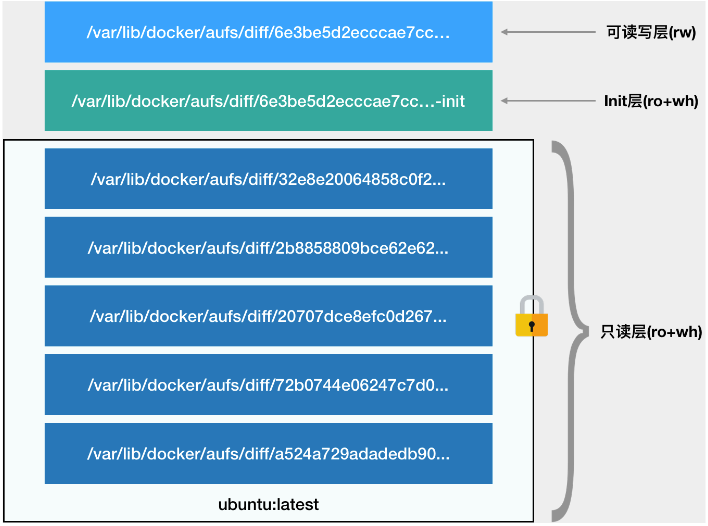 /var/lib/docker/aufs/diff/6e3be5d2ecccae7cc... 可读写层(rw)
/var/lib/docker/aufs/diff/6e3be5d2ecccae7cc...-init Init层(ro+wh)
/var/lib/docker/aufs/diff/32e8e20064858c0f2...
/var/lib/docker/aufs/diff/2b8858809bce62e62...
/var/lib/docker/aufs/diff/20707dce8efc0d267...
只读层(ro+wh)
/var/lib/docker/aufs/diff/72b0744e06247c7d0...
/var/lib/docker/aufs/diff/a524a729adadedb90...
ubuntu:latest